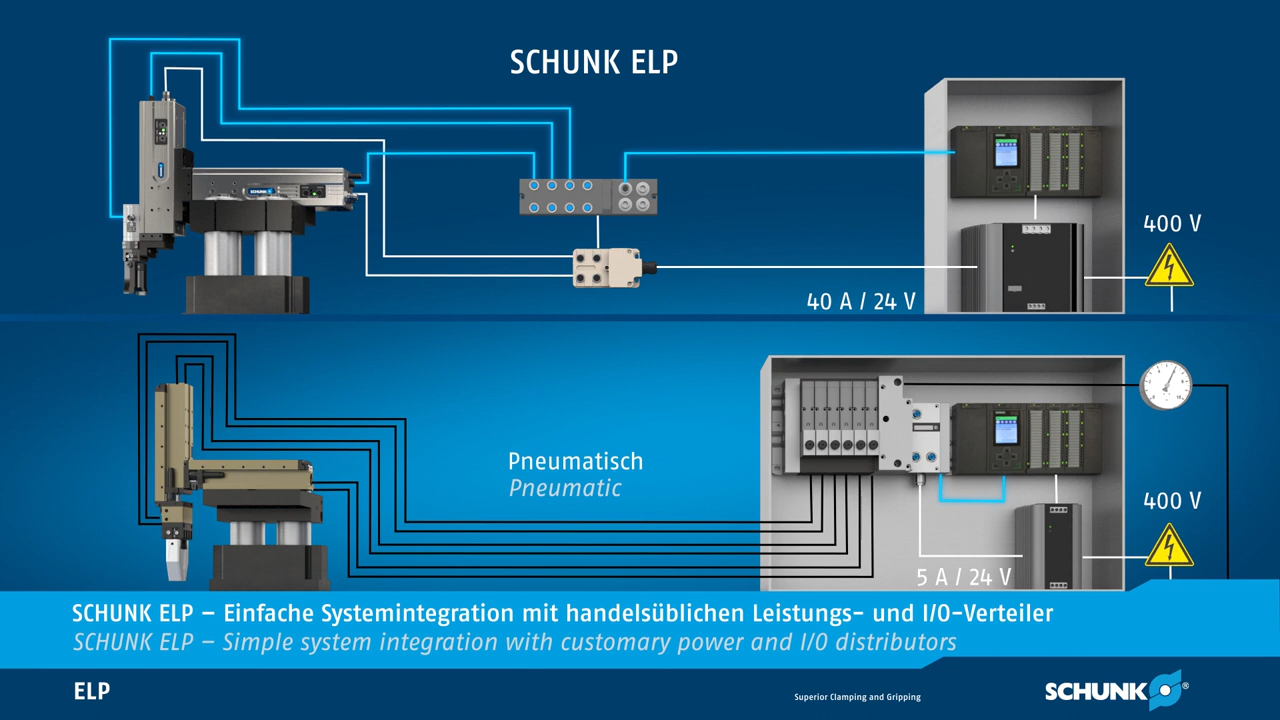 SCHUNK ELP
400 V
40 A / 24 V
Pneumatisch
Pneumatic
400 V
5 A / 24 V
SCHUNK ELP – Einfache Systemintegration mit handelsüblichen Leistungs- und I/O-Verteiler
SCHUNK ELP – Simple system integration with customary power and I/O distributors
ELP
Superior Clamping and Gripping
SCHUNK ®
SCHUNK